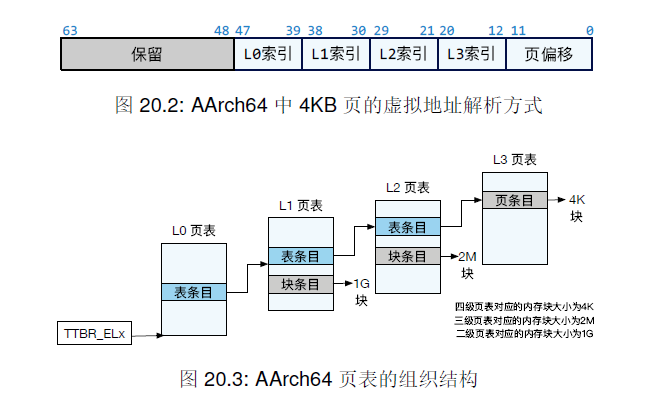 63 48 47 39 38 30 29 21 20 12 11 0
保留 L0索引 L1索引 L2索引 L3索引 页偏移
图 20.2: AArch64 中 4KB 页的虚拟地址解析方式
L3 页表
L2 页表
页条目 4K
块
L1 页表
表条目
L0 页表
表条目 块条目 2M
块
表条目 块条目 1G
块
四级页表对应的内存块大小为4K
三级页表对应的内存块大小为2M
二级页表对应的内存块大小为1G
TTBR_ELx
图 20.3: AArch64 页表的组织结构